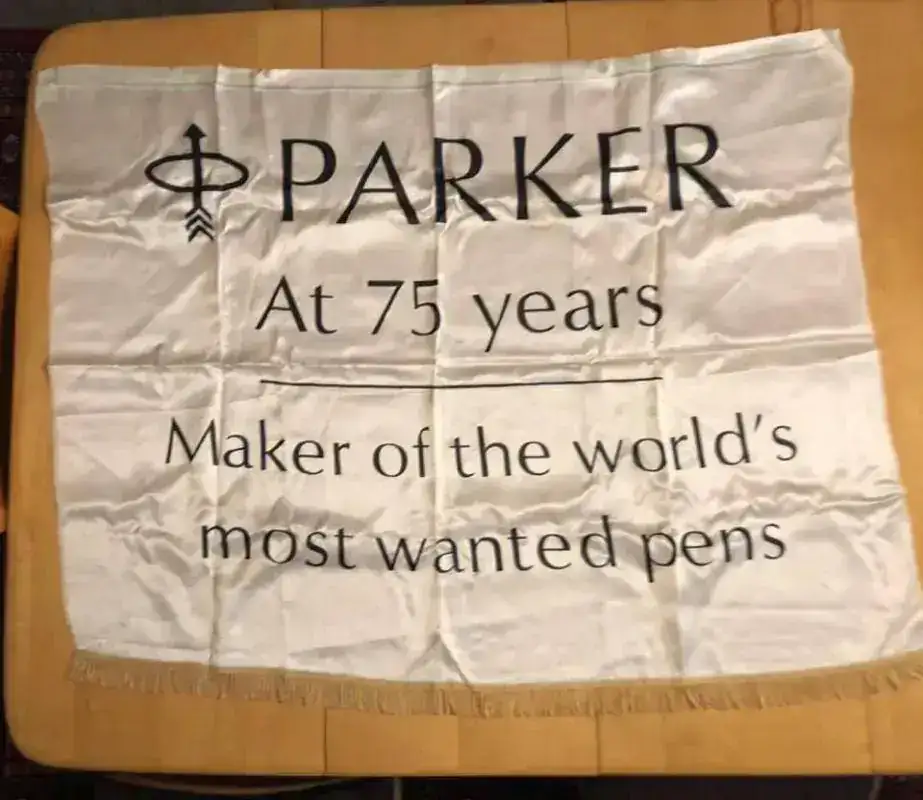 PARKER
At 75 years
Maker of the world's
most wanted pens